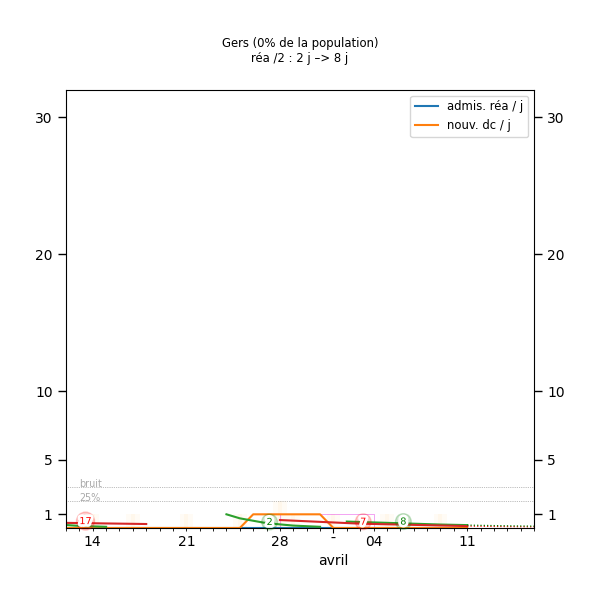 Gers (0% de la population)
réa /2 : 2 j –> 8 j
admis. réa / j
nouv. dc / j
30 30
20 20
10 10
5 5
bruit
25%
1 17 2 7 8 1
14 21 28 - 04 11
avril